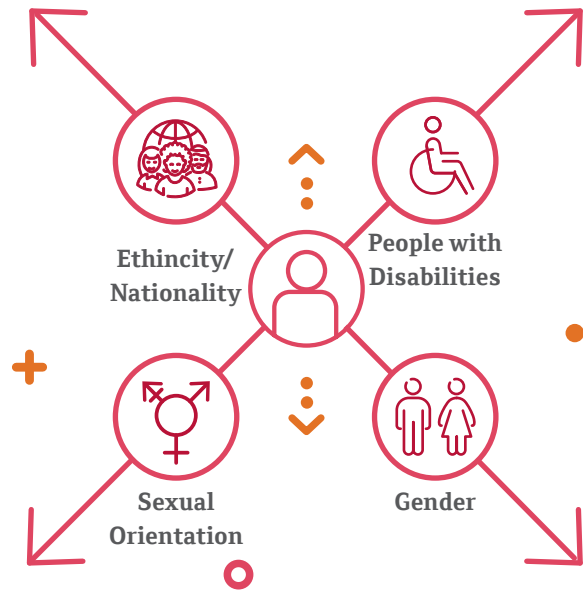 Ethincity/
Nationality
People with
Disabilities
Sexual
Orientation
Gender